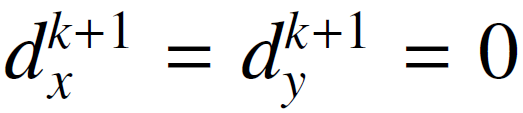 $d_x^{k+1} = d_y^{k+1} = 0$